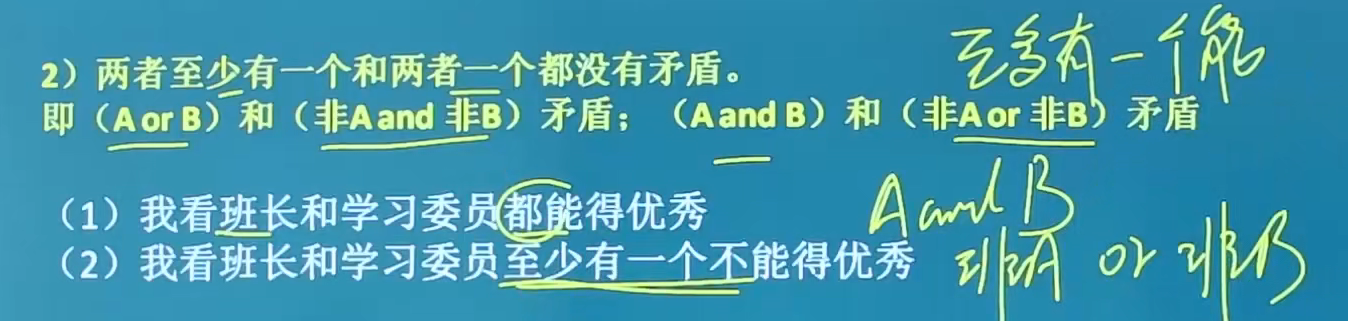 至多有一个能
2）两者至少有一个和两者一个都没有矛盾。
即（A or B）和（非A and 非B）矛盾；（A and B）和（非A or 非B）矛盾
（1）我看班长和学习委员都能得优秀
A and B
（2）我看班长和学习委员至少有一个不能得优秀
非A or 非B